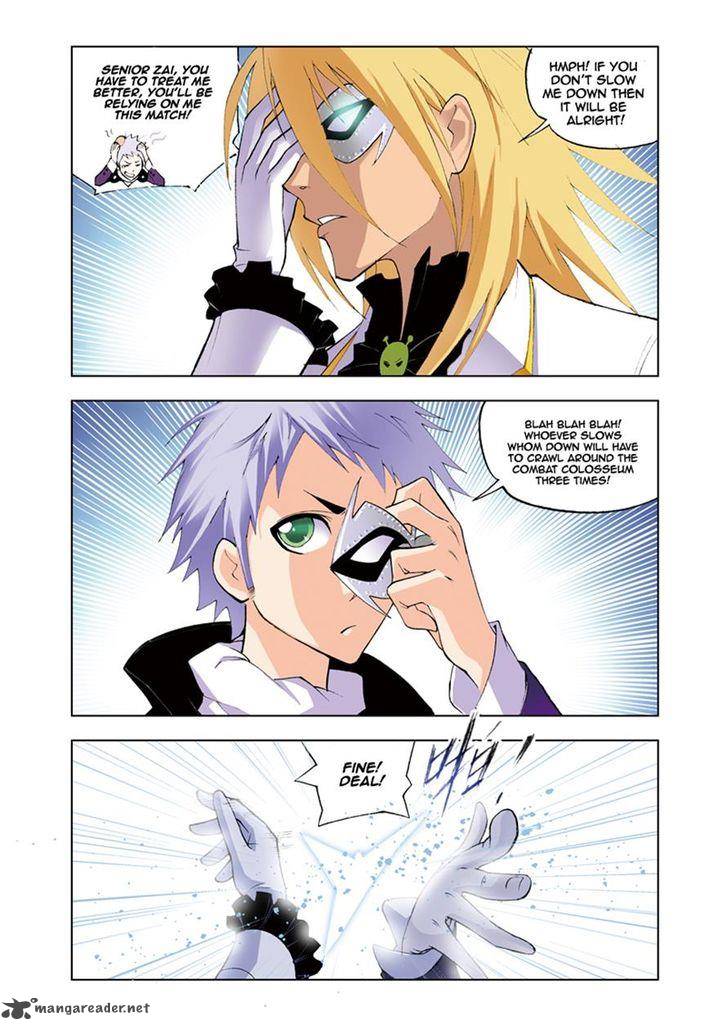 SENIOR ZAI, YOU
HAVE TO TREAT ME
BETTER, YOU'LL BE
RELYING ON ME
THIS MATCH!
HMPH! IF YOU
DON'T SLOW
ME DOWN THEN
IT WILL BE
ALRIGHT!
BLAH BLAH BLAH!
WHOEVER SLOWS
WHOM DOWN WILL HAVE
TO CRAWL AROUND THE
COMBAT COLOSSEUM
THREE TIMES!
FINE!
DEAL!
mangareader.net